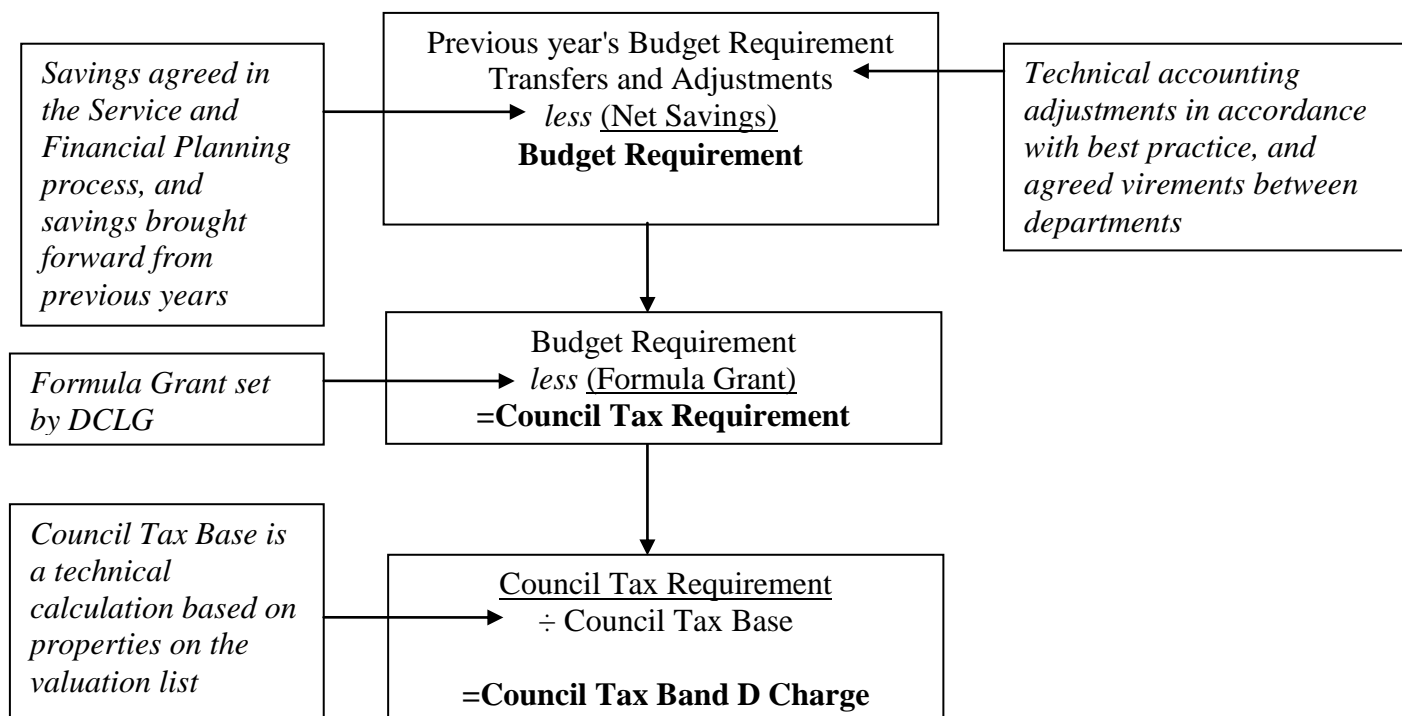 Previous year's Budget Requirement
Transfers and Adjustments
less (Net Savings)
Budget Requirement
Savings agreed in
the Service and
Financial Planning
process, and
savings brought
forward from
previous years
Technical accounting
adjustments in accordance
with best practice, and
agreed virements between
departments
Budget Requirement
less (Formula Grant)
=Council Tax Requirement
Formula Grant set
by DCLG
Council Tax Base is
a technical
calculation based on
properties on the
valuation list
Council Tax Requirement
÷ Council Tax Base
=Council Tax Band D Charge